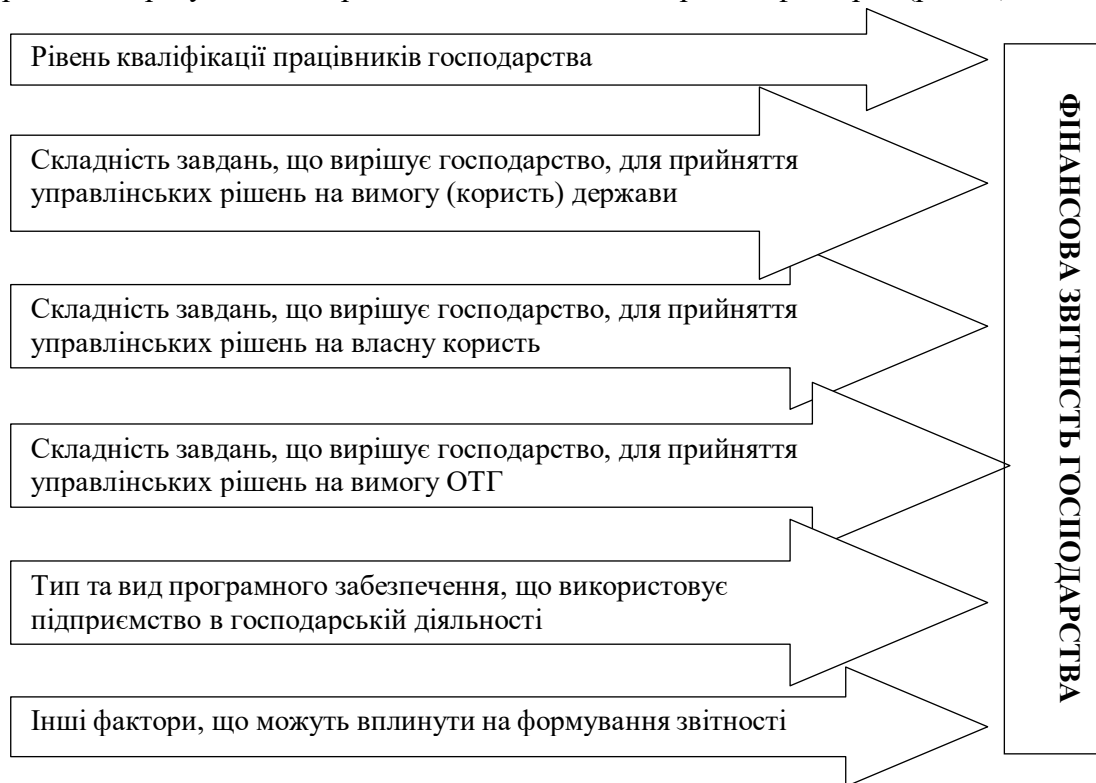 Рівень кваліфікації працівників господарства
Складність завдань, що вирішує господарство, для прийняття
управлінських рішень на вимогу (користь) держави
Складність завдань, що вирішує господарство, для прийняття
управлінських рішень на власну користь
Складність завдань, що вирішує господарство, для прийняття
управлінських рішень на вимогу ОТГ
Тип та вид програмного забезпечення, що використовує
підприємство в господарській діяльності
Інші фактори, що можуть вплинути на формування звітності
ФІНАНСОВА ЗВІТНІСТЬ ГОСПОДАРСТВА